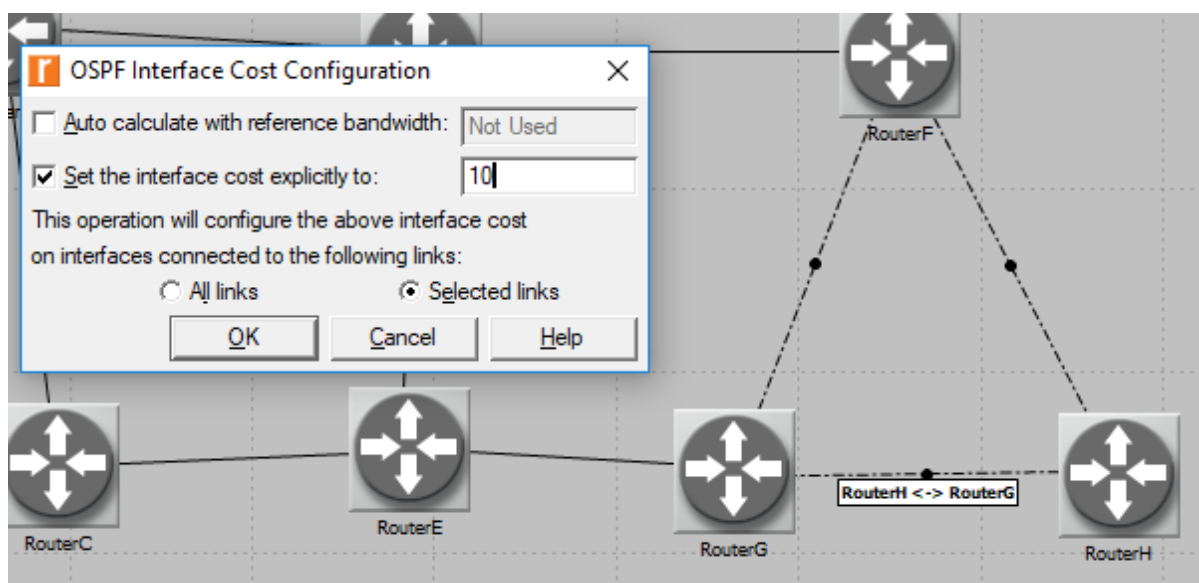 OSPF Interface Cost Configuration
Auto calculate with reference bandwidth: Not Used
Set the interface cost explicitly to: 10
This operation will configure the above interface cost
on interfaces connected to the following links:
All links Selected links
OK Cancel Help
RouterF
RouterH <-> RouterG
RouterC
RouterE
RouterG
RouterH